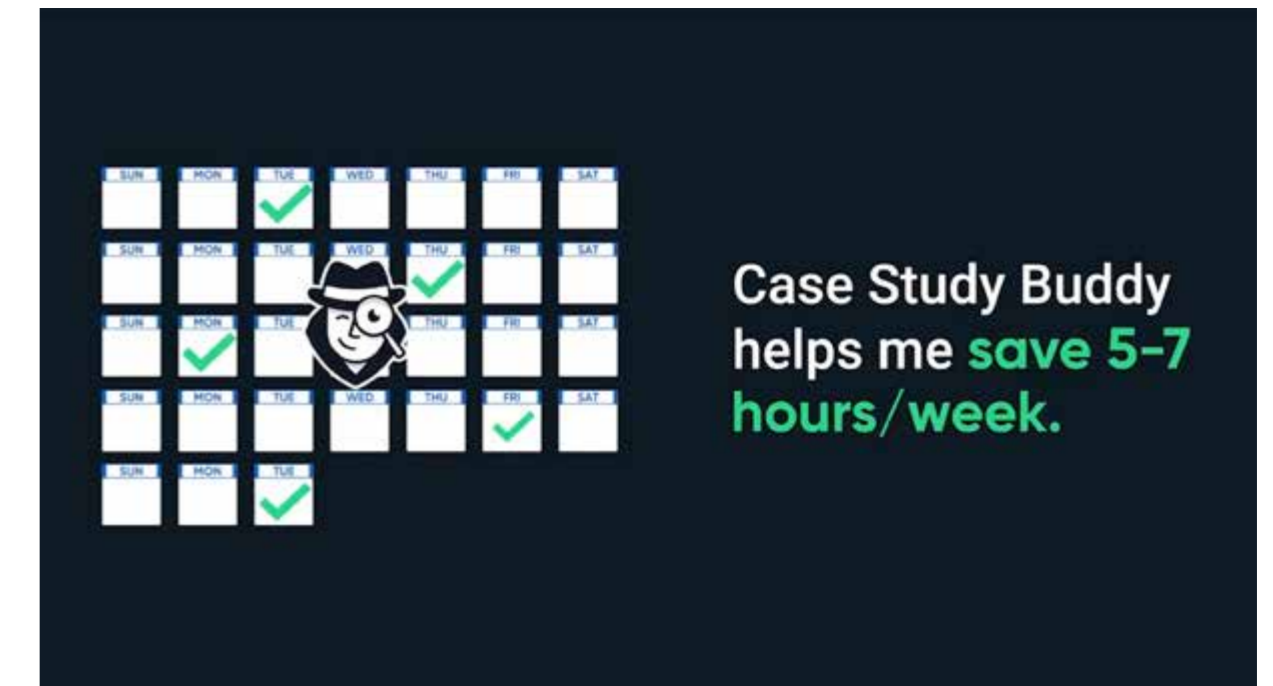 SUN MON TUE WED THU FRI SAT
SUN MON TUE WED THU FRI SAT
SUN MON TUE THU FRI SAT
SUN MON TUE WED THU FRI SAT
SUN MON TUE
Case Study Buddy
helps me save 5-7
hours/week.